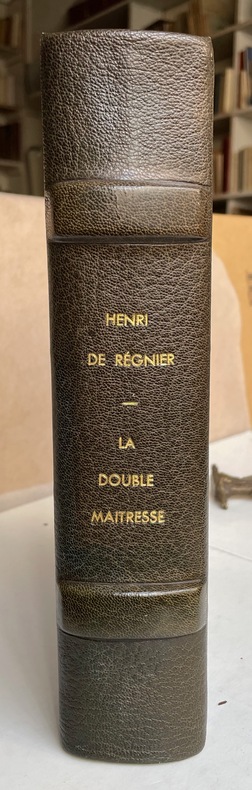 HENRI
DE RÉGNIER
—
LA
DOUBLE
MAITRESSE